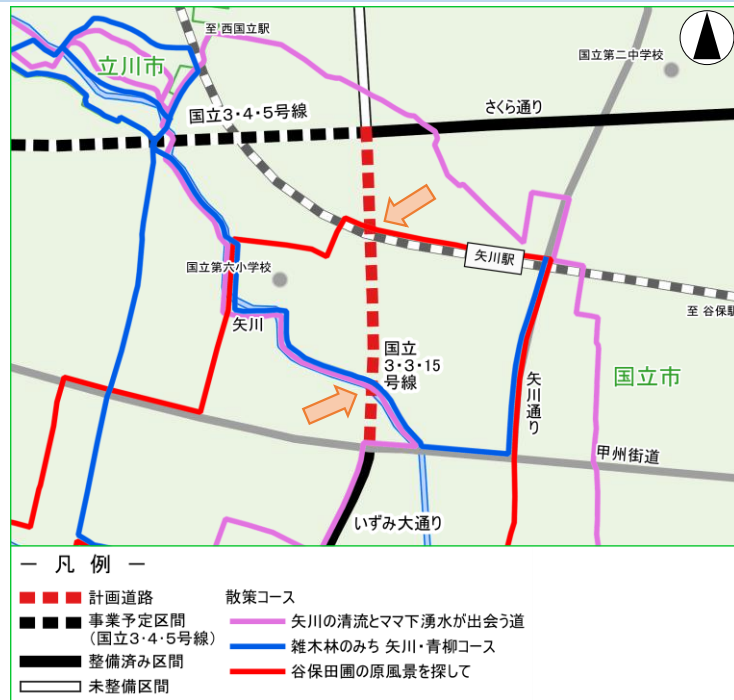 至 西国立駅
国立第二中学校
立川市
国立3・4・5号線
さくら通り
矢川駅
国立第六小学校
至 谷保駅
矢川
国立
3・3・15
号線
矢川通り
国立市
甲州街道
いずみ大通り
― 凡 例 ―
計画道路
事業予定区間
(国立3・4・5号線)
整備済み区間
未整備区間
散策コース
矢川の清流とママ下湧水が出会う道
雑木林のみち 矢川・青柳コース
谷保田圃の原風景を探して